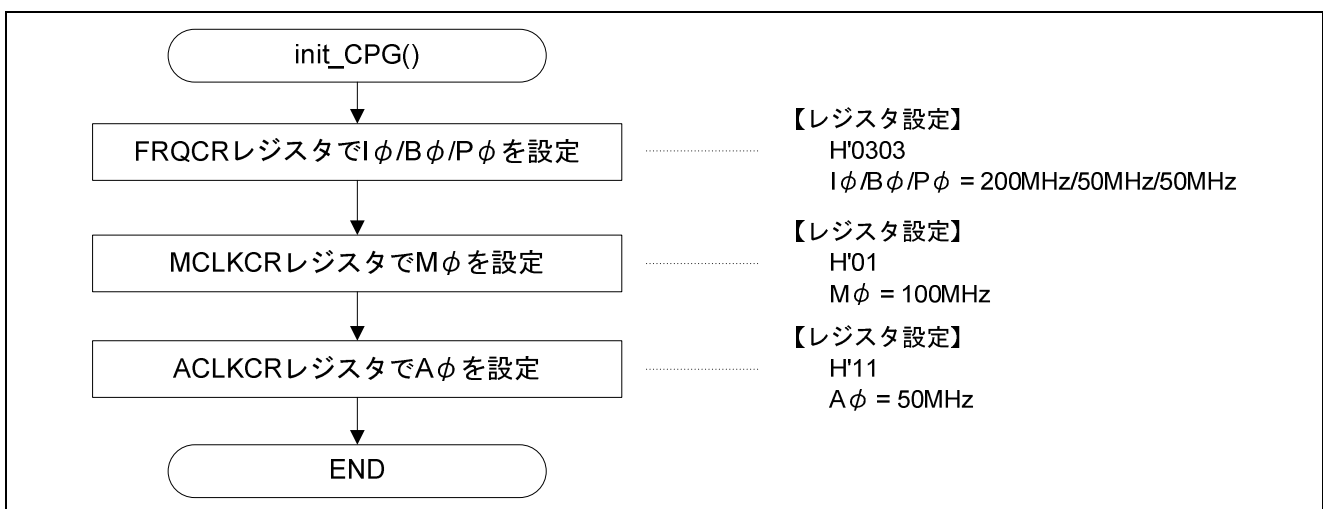 init_CPG()
FRQCRレジスタでIφ/Bφ/Pφを設定
【レジスタ設定】
H'0303
Iφ/Bφ/Pφ = 200MHz/50MHz/50MHz
MCLKCRレジスタでMφを設定
【レジスタ設定】
H'01
Mφ = 100MHz
ACLKCRレジスタでAφを設定
【レジスタ設定】
H'11
Aφ = 50MHz
END